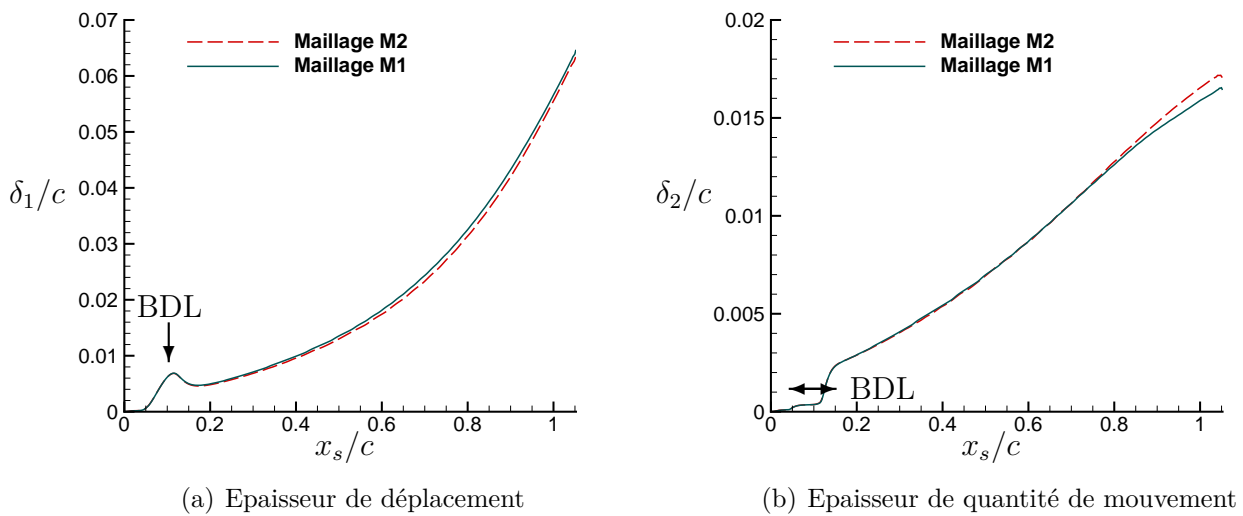 0.07
0.06
0.05
0.04
0.03
0.02
0.01
0
δ₁/c
Maillage M2
Maillage M1
BDL
0 0.2 0.4 0.6 0.8 1
xₛ/c
(a) Epaisseur de déplacement
0.02
0.015
0.01
0.005
0
δ₂/c
Maillage M2
Maillage M1
BDL
0 0.2 0.4 0.6 0.8 1
xₛ/c
(b) Epaisseur de quantité de mouvement